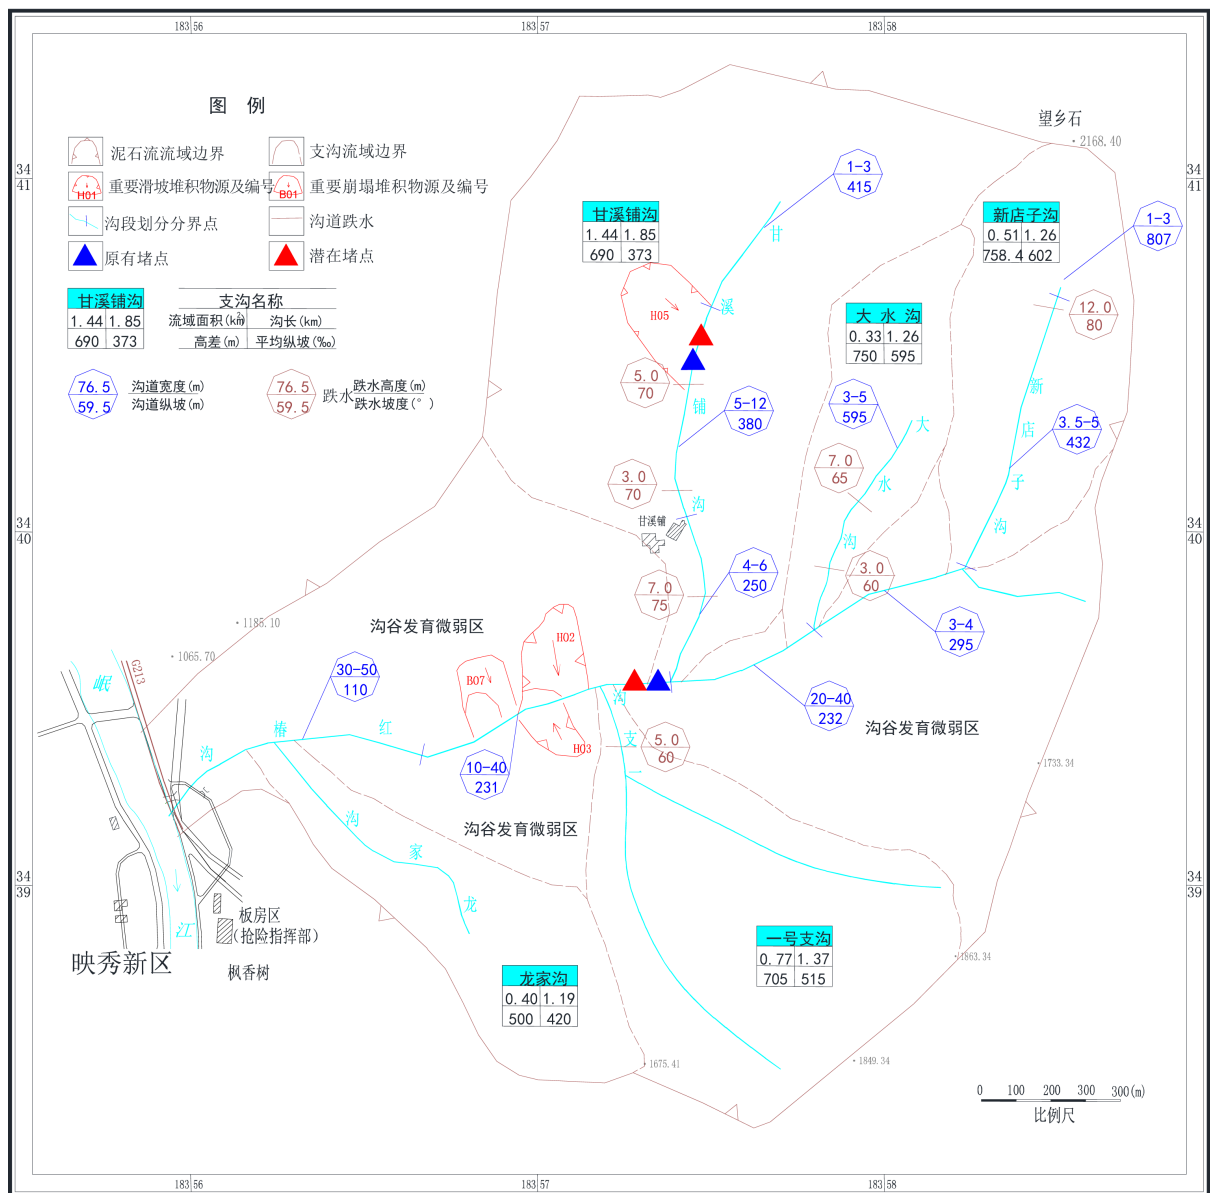 183 56
183 57
183 58
图 例
望乡石
2168.40
泥石流流域边界
支沟流域边界
H01
重要滑坡堆积物源及编号
B01
重要崩塌堆积物源及编号
沟段划分分界点
沟道跌水
原有堵点
潜在堵点
34
41
34
41
1-3
415
甘溪铺沟
1.44 1.85
690 373
新店子沟
0.51 1.26
758.4 602
1-3
807
甘溪铺沟
1.44 1.85
690 373
支沟名称
流域面积(km²) 沟长(km)
高差(m) 平均纵坡(‰)
76.5
59.5
沟道宽度(m)
沟道纵坡(m)
76.5
59.5
跌水
跌水高度(m)
跌水坡度(°)
甘
溪
铺
沟
H05
12.0
80
大 水 沟
0.33 1.26
750 595
5.0
70
5-12
380
3-5
595
3.5-5
432
新
店
子
沟
大
水
沟
7.0
65
3.0
70
甘溪铺
34
40
34
40
4-6
250
7.0
75
3.0
60
3-4
295
1185.10
沟谷发育微弱区
1065.70
H02
B07
H03
30-50
110
10-40
231
20-40
232
沟谷发育微弱区
岷
G213
沟
椿
红
沟
支
一
5.0
60
1733.34
沟谷发育微弱区
沟
家
龙
34
39
34
39
江
板房区
(抢险指挥部)
映秀新区
枫香树
一号支沟
0.77 1.37
705 515
1863.34
龙家沟
0.40 1.19
500 420
1675.41
1849.34
0 100 200 300 300(m)
比例尺
183 56
183 57
183 58